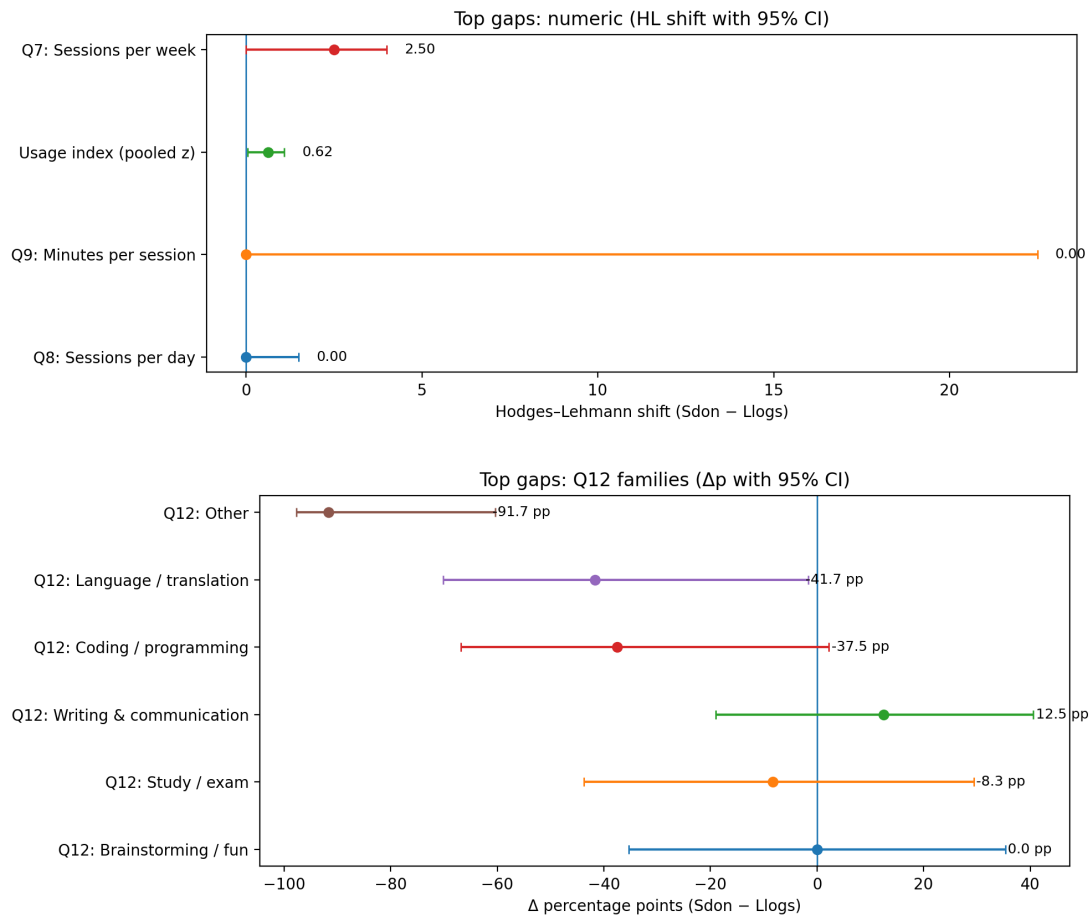 Top gaps: numeric (HL shift with 95% CI)
Q7: Sessions per week
2.50
Usage index (pooled z)
0.62
Q9: Minutes per session
0.00
Q8: Sessions per day
0.00
0 5 10 15 20
Hodges–Lehmann shift (Sdon − Llogs)
Top gaps: Q12 families (Δp with 95% CI)
Q12: Other
-91.7 pp
Q12: Language / translation
-41.7 pp
Q12: Coding / programming
-37.5 pp
Q12: Writing & communication
12.5 pp
Q12: Study / exam
-8.3 pp
Q12: Brainstorming / fun
0.0 pp
−100 −80 −60 −40 −20 0 20 40
Δ percentage points (Sdon − Llogs)